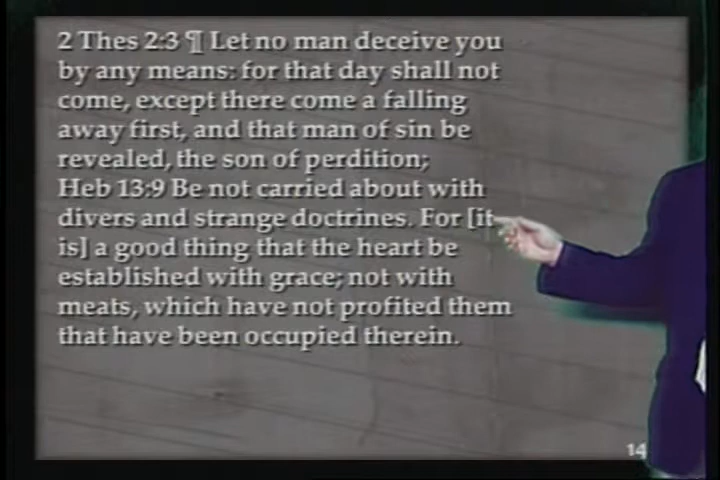 2 Thes 2:3 ¶ Let no man deceive you
by any means: for that day shall not
come, except there come a falling
away first, and that man of sin be
revealed, the son of perdition;
Heb 13:9 Be not carried about with
divers and strange doctrines. For [it
is] a good thing that the heart be
established with grace; not with
meats, which have not profited them
that have been occupied therein.
14